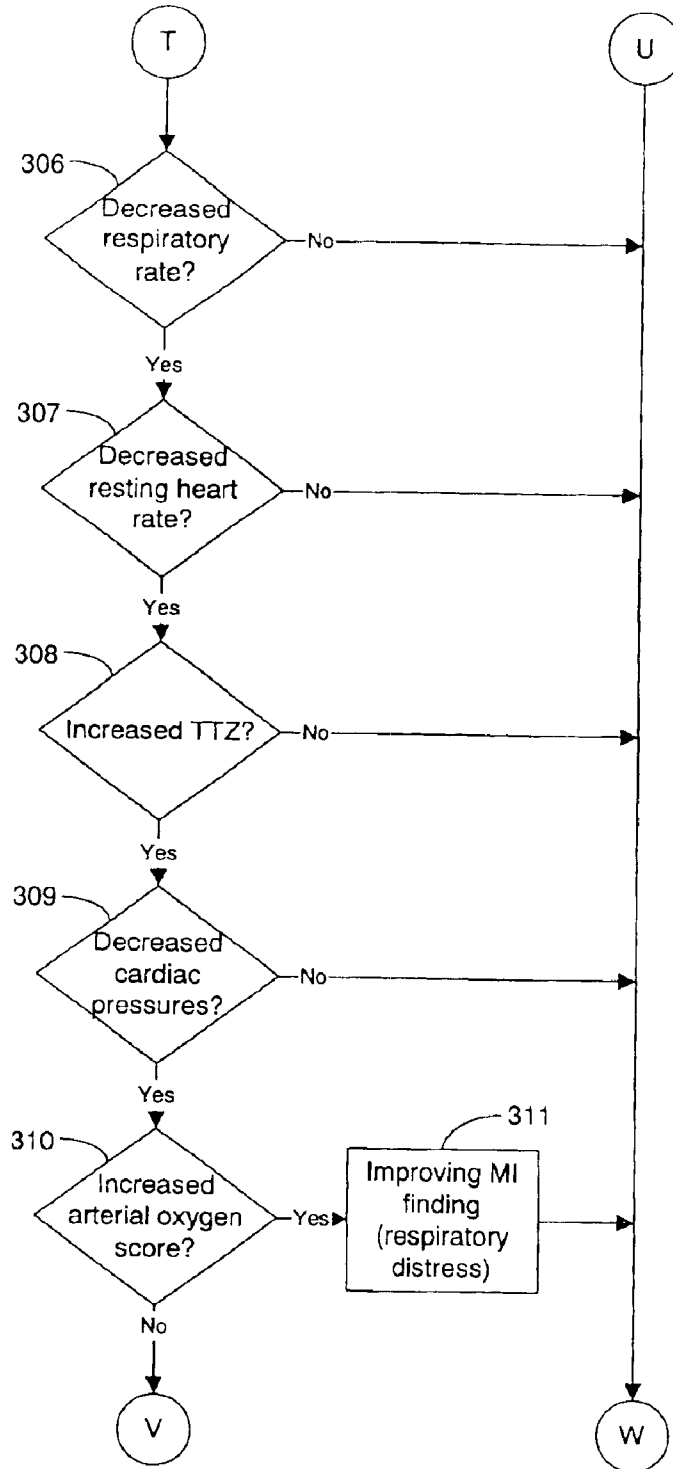 T
U
306
Decreased
respiratory
rate?
No
Yes
307
Decreased
resting heart
rate?
No
Yes
308
Increased TTZ?
No
Yes
309
Decreased
cardiac
pressures?
No
Yes
310
Increased
arterial oxygen
score?
Yes
311
Improving MI
finding
(respiratory
distress)
No
V
W